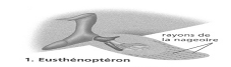 rayons de
la nageoire
1. Eusthénoptéron